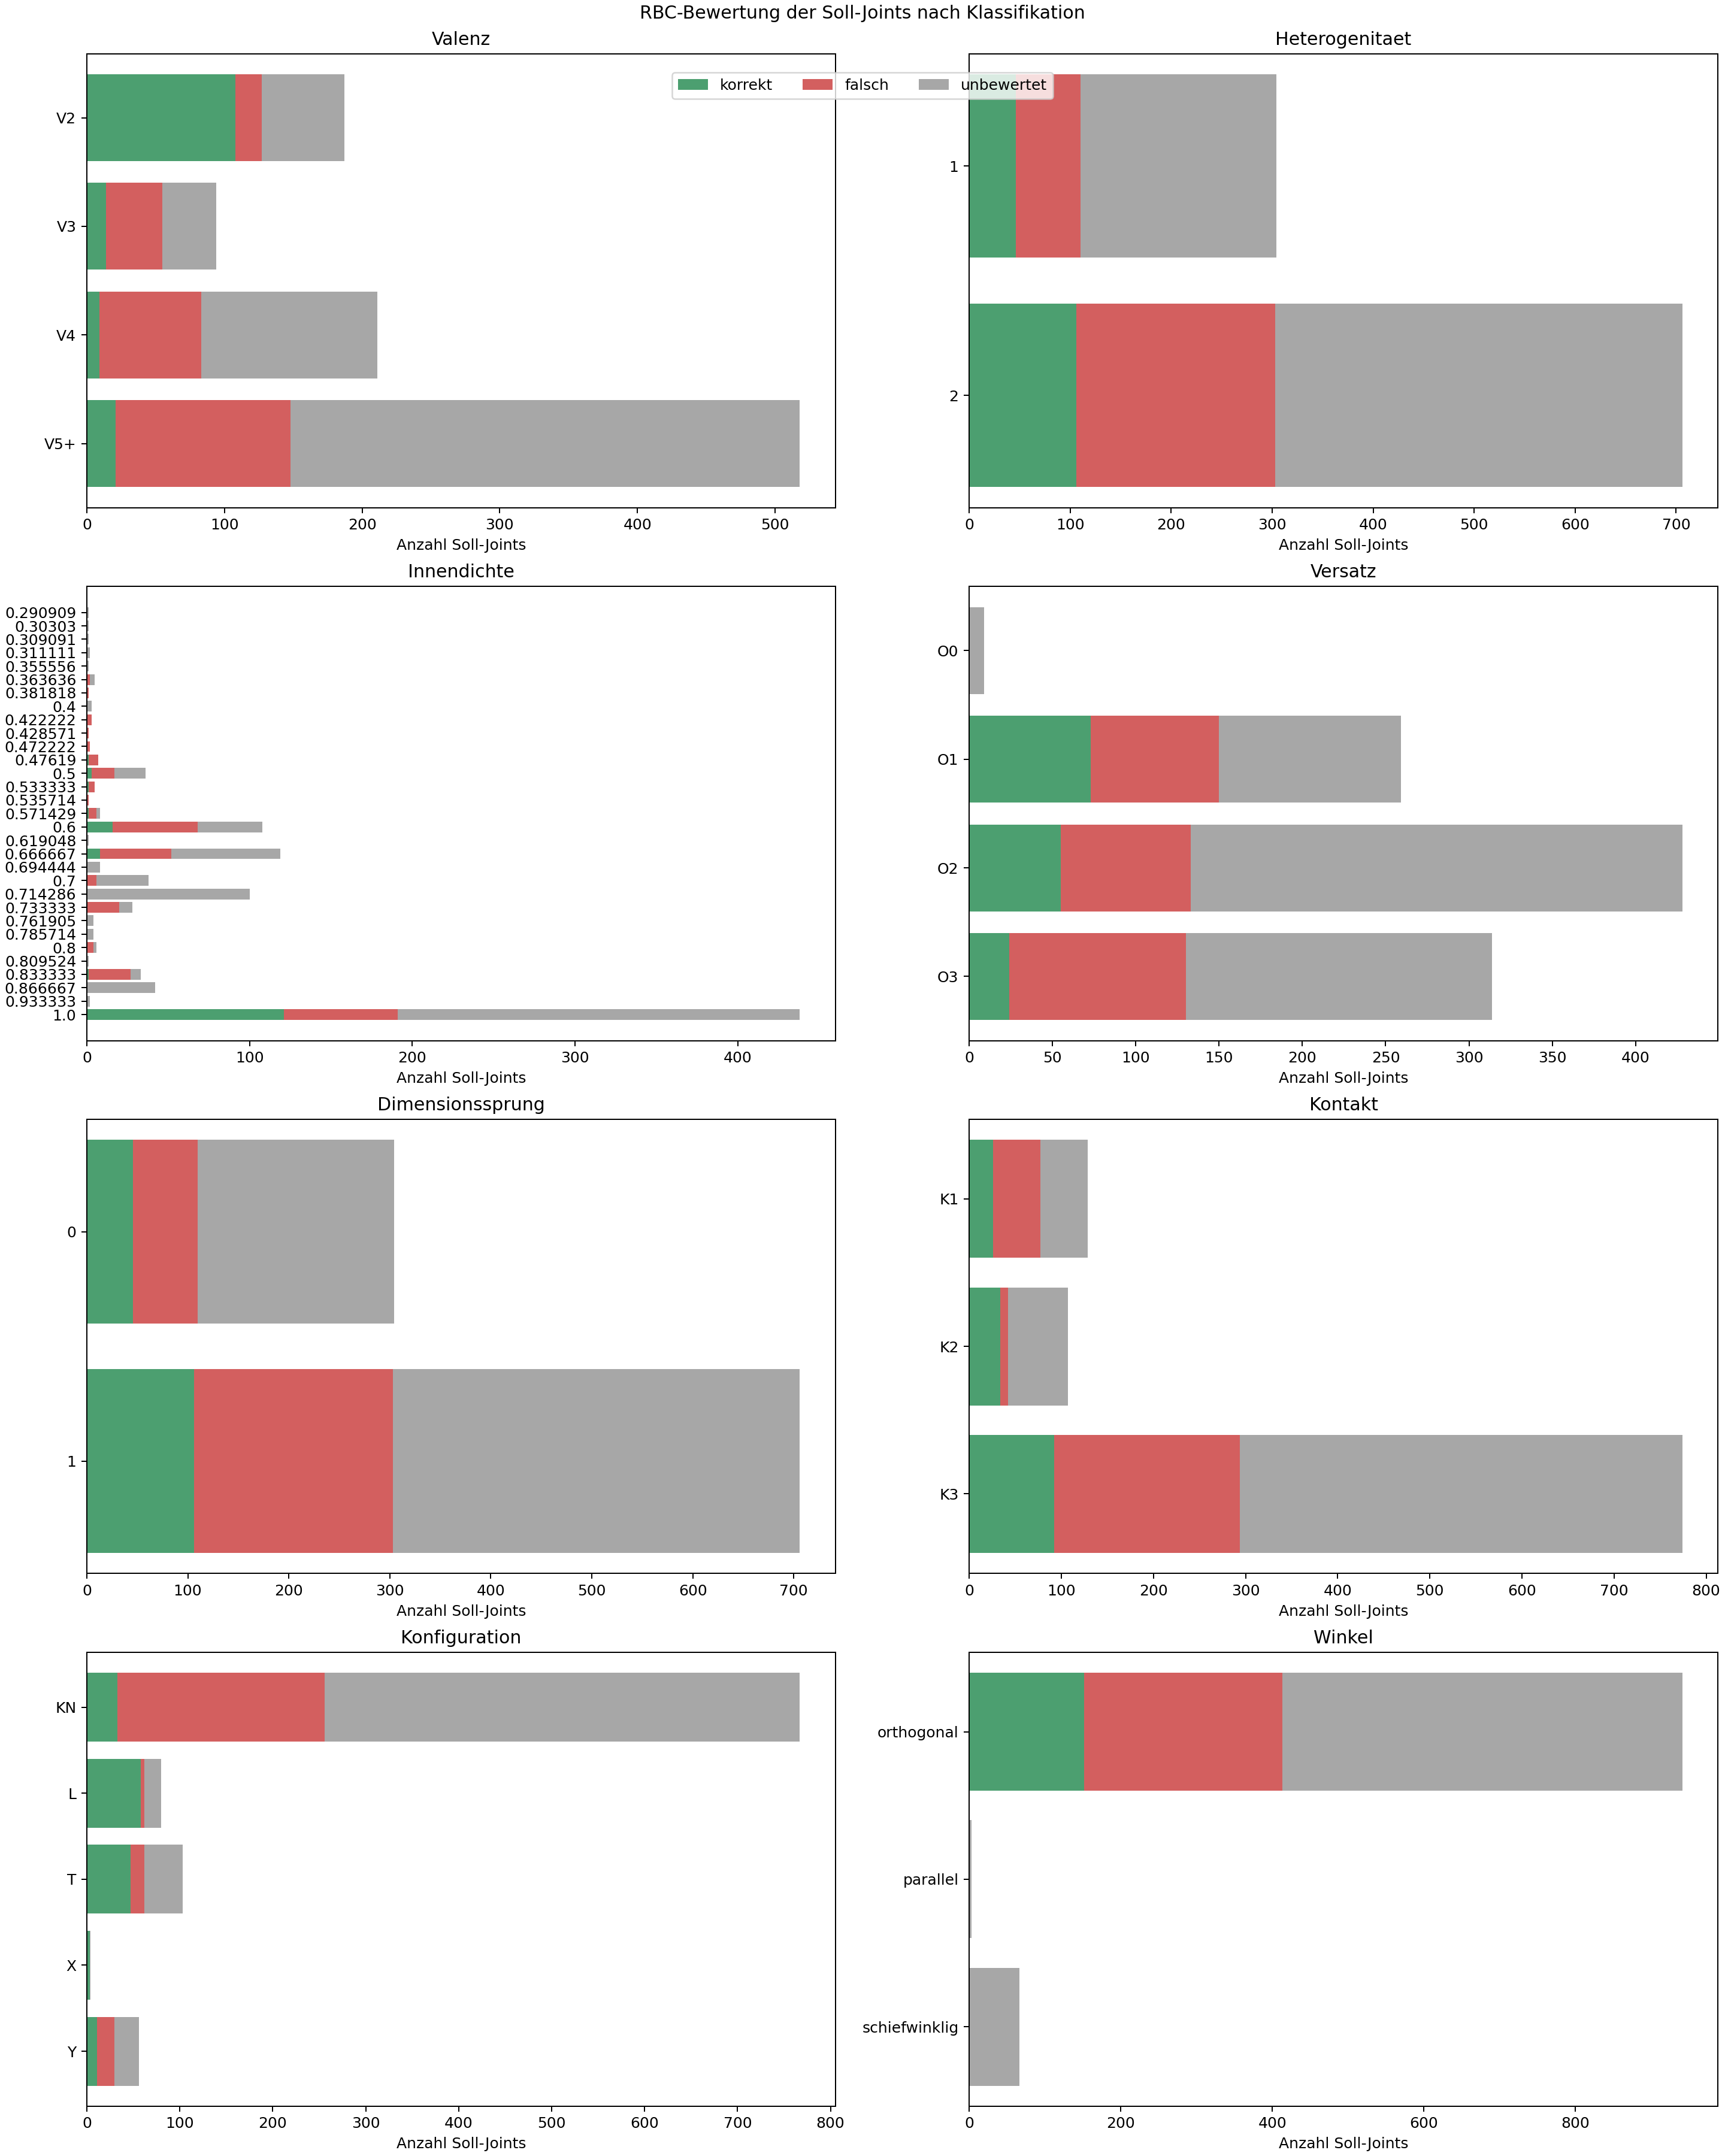 RBC-Bewertung der Soll-Joints nach Klassifikation
Valenz
V2
V3
V4
V5+
0 100 200 300 400 500
Anzahl Soll-Joints
Heterogenitaet
korrekt falsch unbewertet
1
2
0 100 200 300 400 500 600 700
Anzahl Soll-Joints
Innendichte
0.290909
0.30303
0.309091
0.311111
0.355556
0.363636
0.381818
0.4
0.422222
0.428571
0.472222
0.47619
0.5
0.533333
0.535714
0.571429
0.6
0.619048
0.666667
0.694444
0.7
0.714286
0.733333
0.761905
0.785714
0.8
0.809524
0.833333
0.866667
0.933333
1.0
0 100 200 300 400
Anzahl Soll-Joints
Versatz
O0
O1
O2
O3
0 50 100 150 200 250 300 350 400
Anzahl Soll-Joints
Dimensionssprung
0
1
0 100 200 300 400 500 600 700
Anzahl Soll-Joints
Kontakt
K1
K2
K3
0 100 200 300 400 500 600 700 800
Anzahl Soll-Joints
Konfiguration
KN
L
T
X
Y
0 100 200 300 400 500 600 700 800
Anzahl Soll-Joints
Winkel
orthogonal
parallel
schiefwinklig
0 200 400 600 800
Anzahl Soll-Joints